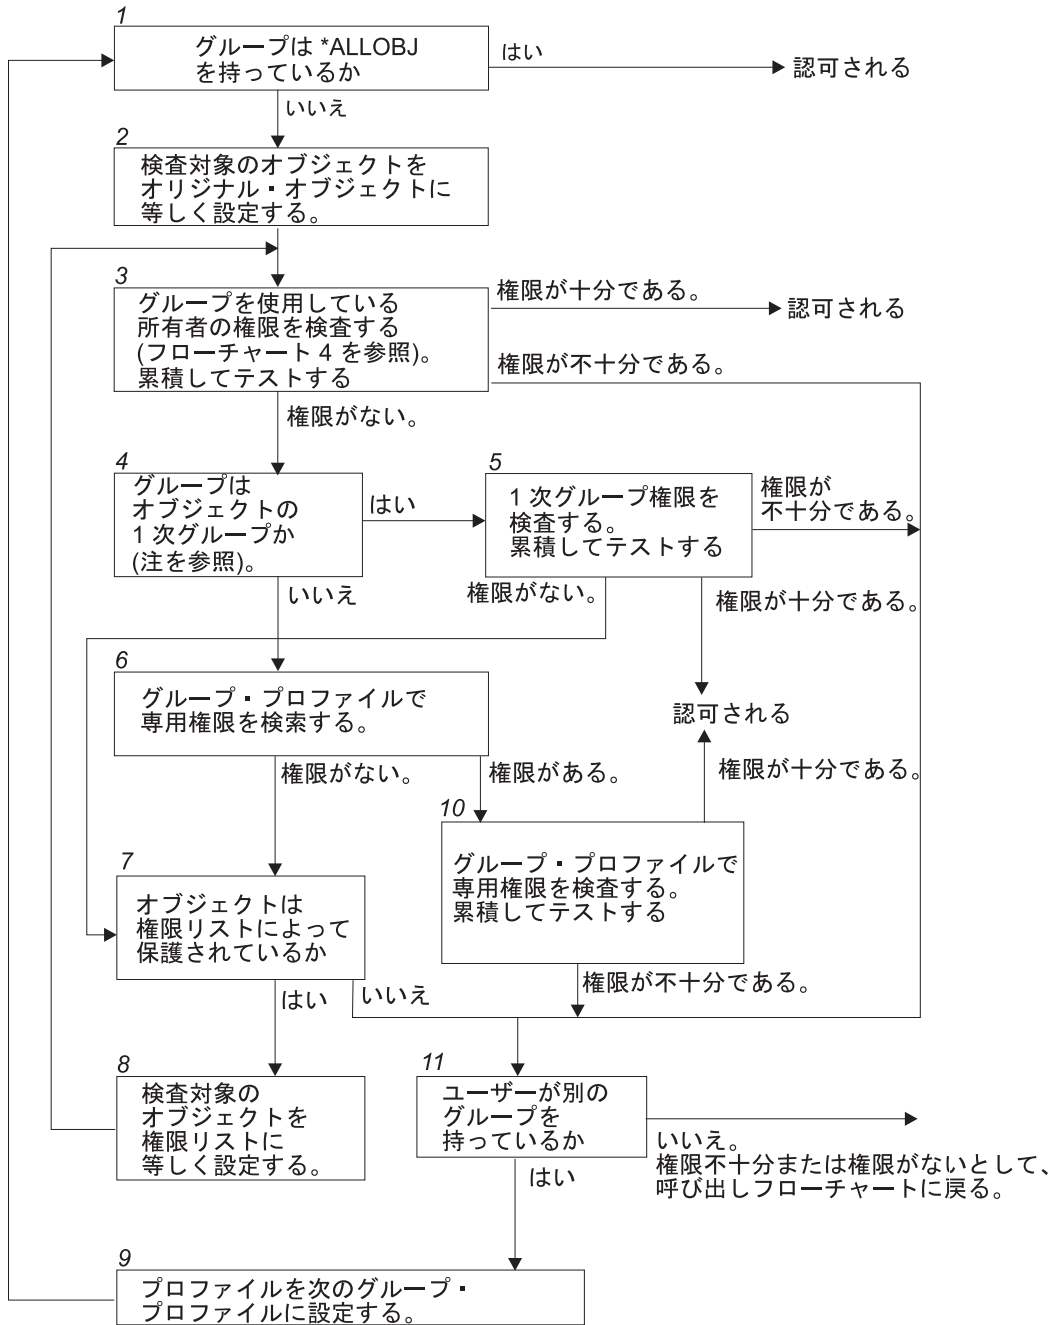 1
グループは *ALLOBJ
を持っているか
はい
認可される
いいえ
2
検査対象のオブジェクトを
オリジナル・オブジェクトに
等しく設定する。
3
グループを使用している
所有者の権限を検査する
(フローチャート 4 を参照)。
累積してテストする
権限が十分である。
認可される
権限が不十分である。
権限がない。
4
グループは
オブジェクトの
1 次グループか
(注を参照)。
はい
いいえ
5
1 次グループ権限を
検査する。
累積してテストする
権限が
不十分である。
権限がない。
権限が十分である。
6
グループ・プロファイルで
専用権限を検索する。
認可される
権限がない。
権限がある。
権限が十分である。
10
グループ・プロファイルで
専用権限を検査する。
累積してテストする
7
オブジェクトは
権限リストによって
保護されているか
はい
いいえ
権限が不十分である。
8
検査対象の
オブジェクトを
権限リストに
等しく設定する。
11
ユーザーが別の
グループを
持っているか
いいえ。
権限不十分または権限がないとして、
呼び出しフローチャートに戻る。
はい
9
プロファイルを次のグループ・
プロファイルに設定する。